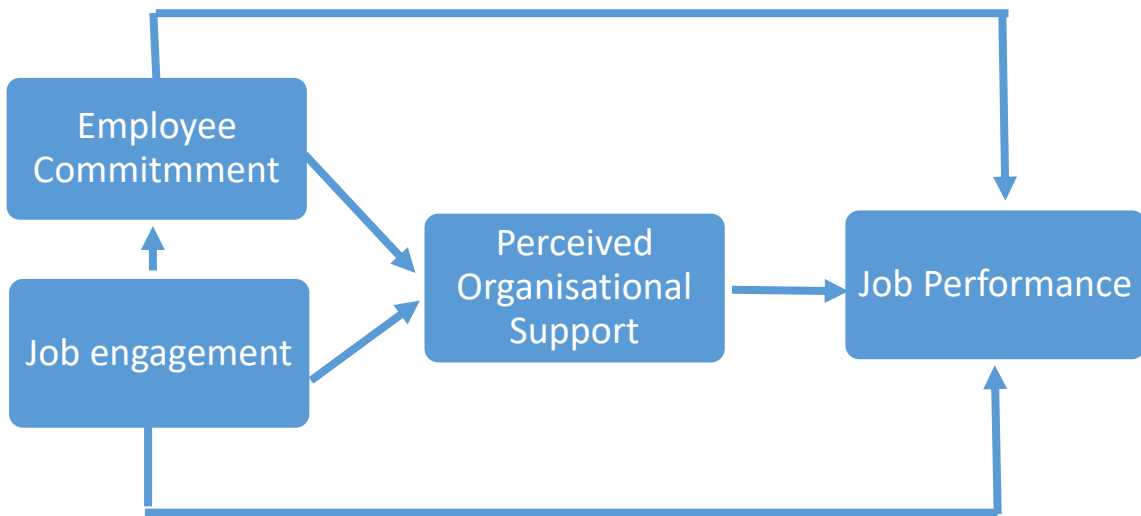 Employee
Commitmment
Perceived
Organisational
Support
Job Performance
Job engagement